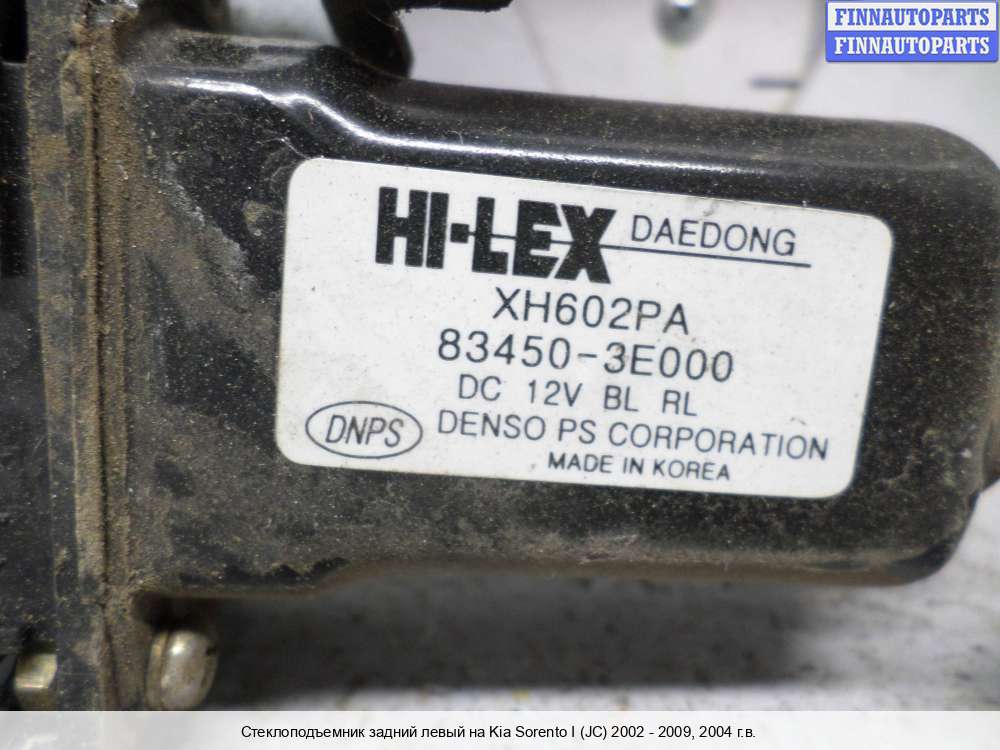 FINNAUTOPARTS
FINNAUTOPARTS
HI-LEX DAEDONG
XH602PA
83450-3E000
DC 12V BL RL
DNPS DENSO PS CORPORATION
MADE IN KOREA
Стеклоподъемник задний левый на Kia Sorento I (JC) 2002 - 2009, 2004 г.в.